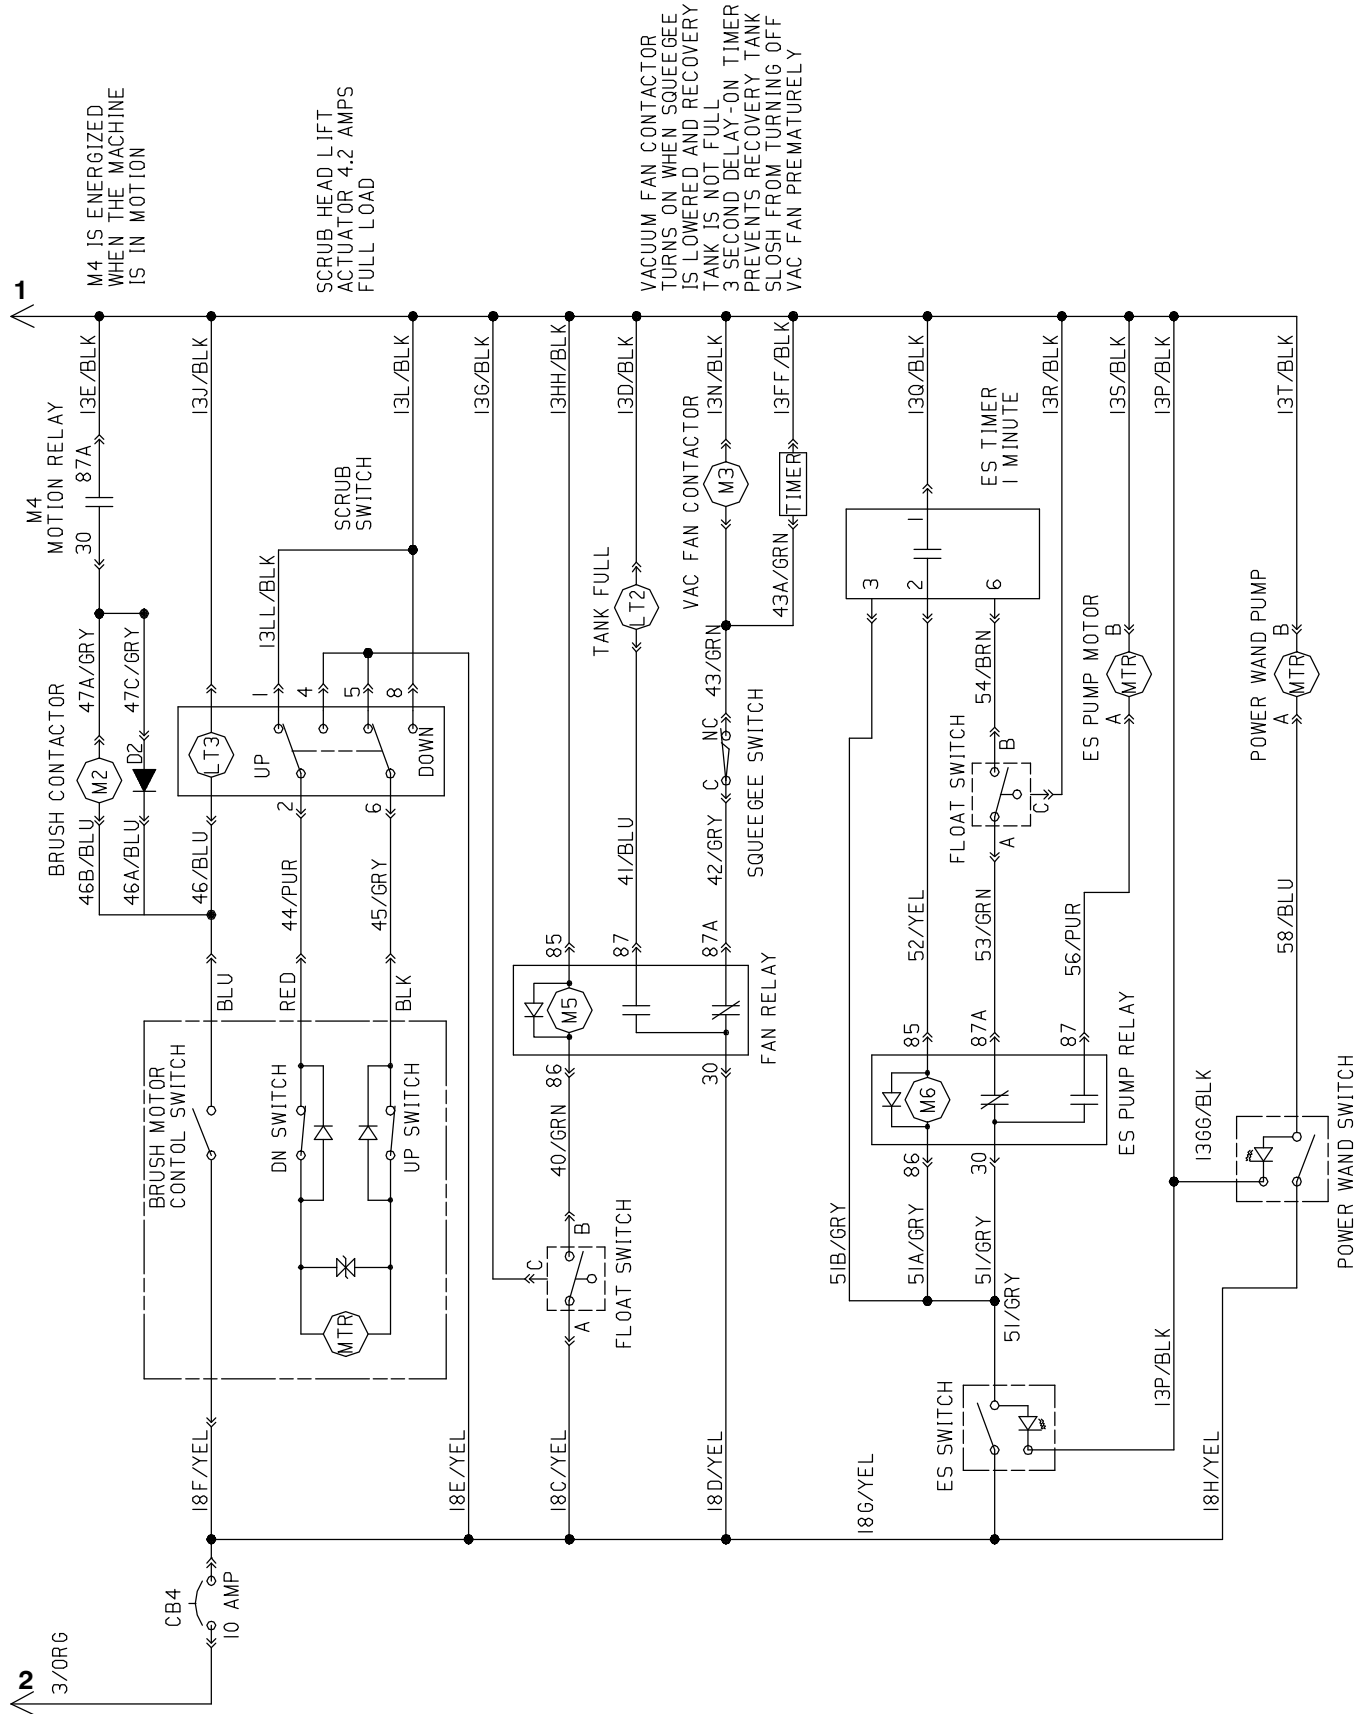 1
2
3/ORG
CB4
10 AMP
18F/YEL
18E/YEL
18C/YEL
18D/YEL
18G/YEL
18H/YEL
M4 IS ENERGIZED
WHEN THE MACHINE
IS IN MOTION
M4
MOTION RELAY
30
87A
13E/BLK
BRUSH CONTACTOR
46B/BLU
M2
47A/GRY
46A/BLU
D2
47C/GRY
BRUSH MOTOR
CONTOL SWITCH
BLU
46/BLU
LT3
13J/BLK
SCRUB HEAD LIFT
ACTUATOR 4.2 AMPS
FULL LOAD
SCRUB
SWITCH
UP
DOWN
1
4
5
8
2
6
13LL/BLK
13L/BLK
DN SWITCH
RED
44/PUR
UP SWITCH
BLK
45/GRY
MTR
13G/BLK
FLOAT SWITCH
A
B
C
40/GRN
86
M5
85
13HH/BLK
FAN RELAY
30
87
87A
41/BLU
TANK FULL
LT2
13D/BLK
42/GRY
C
NC
SQUEEGEE SWITCH
43/GRN
VAC FAN CONTACTOR
M3
13N/BLK
43A/GRN
TIMER
13FF/BLK
VACUUM FAN CONTACTOR
TURNS ON WHEN SQUEEGEE
IS LOWERED AND RECOVERY
TANK IS NOT FULL
3 SECOND DELAY-ON TIMER
PREVENTS RECOVERY TANK
SLOSH FROM TURNING OFF
VAC FAN PREMATURELY
ES SWITCH
51/GRY
51B/GRY
51A/GRY
51/GRY
86
30
M6
85
87A
87
ES PUMP RELAY
52/YEL
53/GRN
56/PUR
FLOAT SWITCH
A
B
C
54/BRN
3
2
6
1
ES TIMER
1 MINUTE
13Q/BLK
13R/BLK
ES PUMP MOTOR
A
MTR
B
13S/BLK
13P/BLK
13P/BLK
13GG/BLK
POWER WAND SWITCH
58/BLU
POWER WAND PUMP
A
MTR
B
13T/BLK